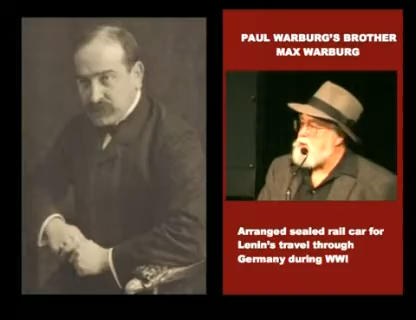 PAUL WARBURG'S BROTHER
MAX WARBURG
Arranged sealed rail car for
Lenin's travel through
Germany during WWI